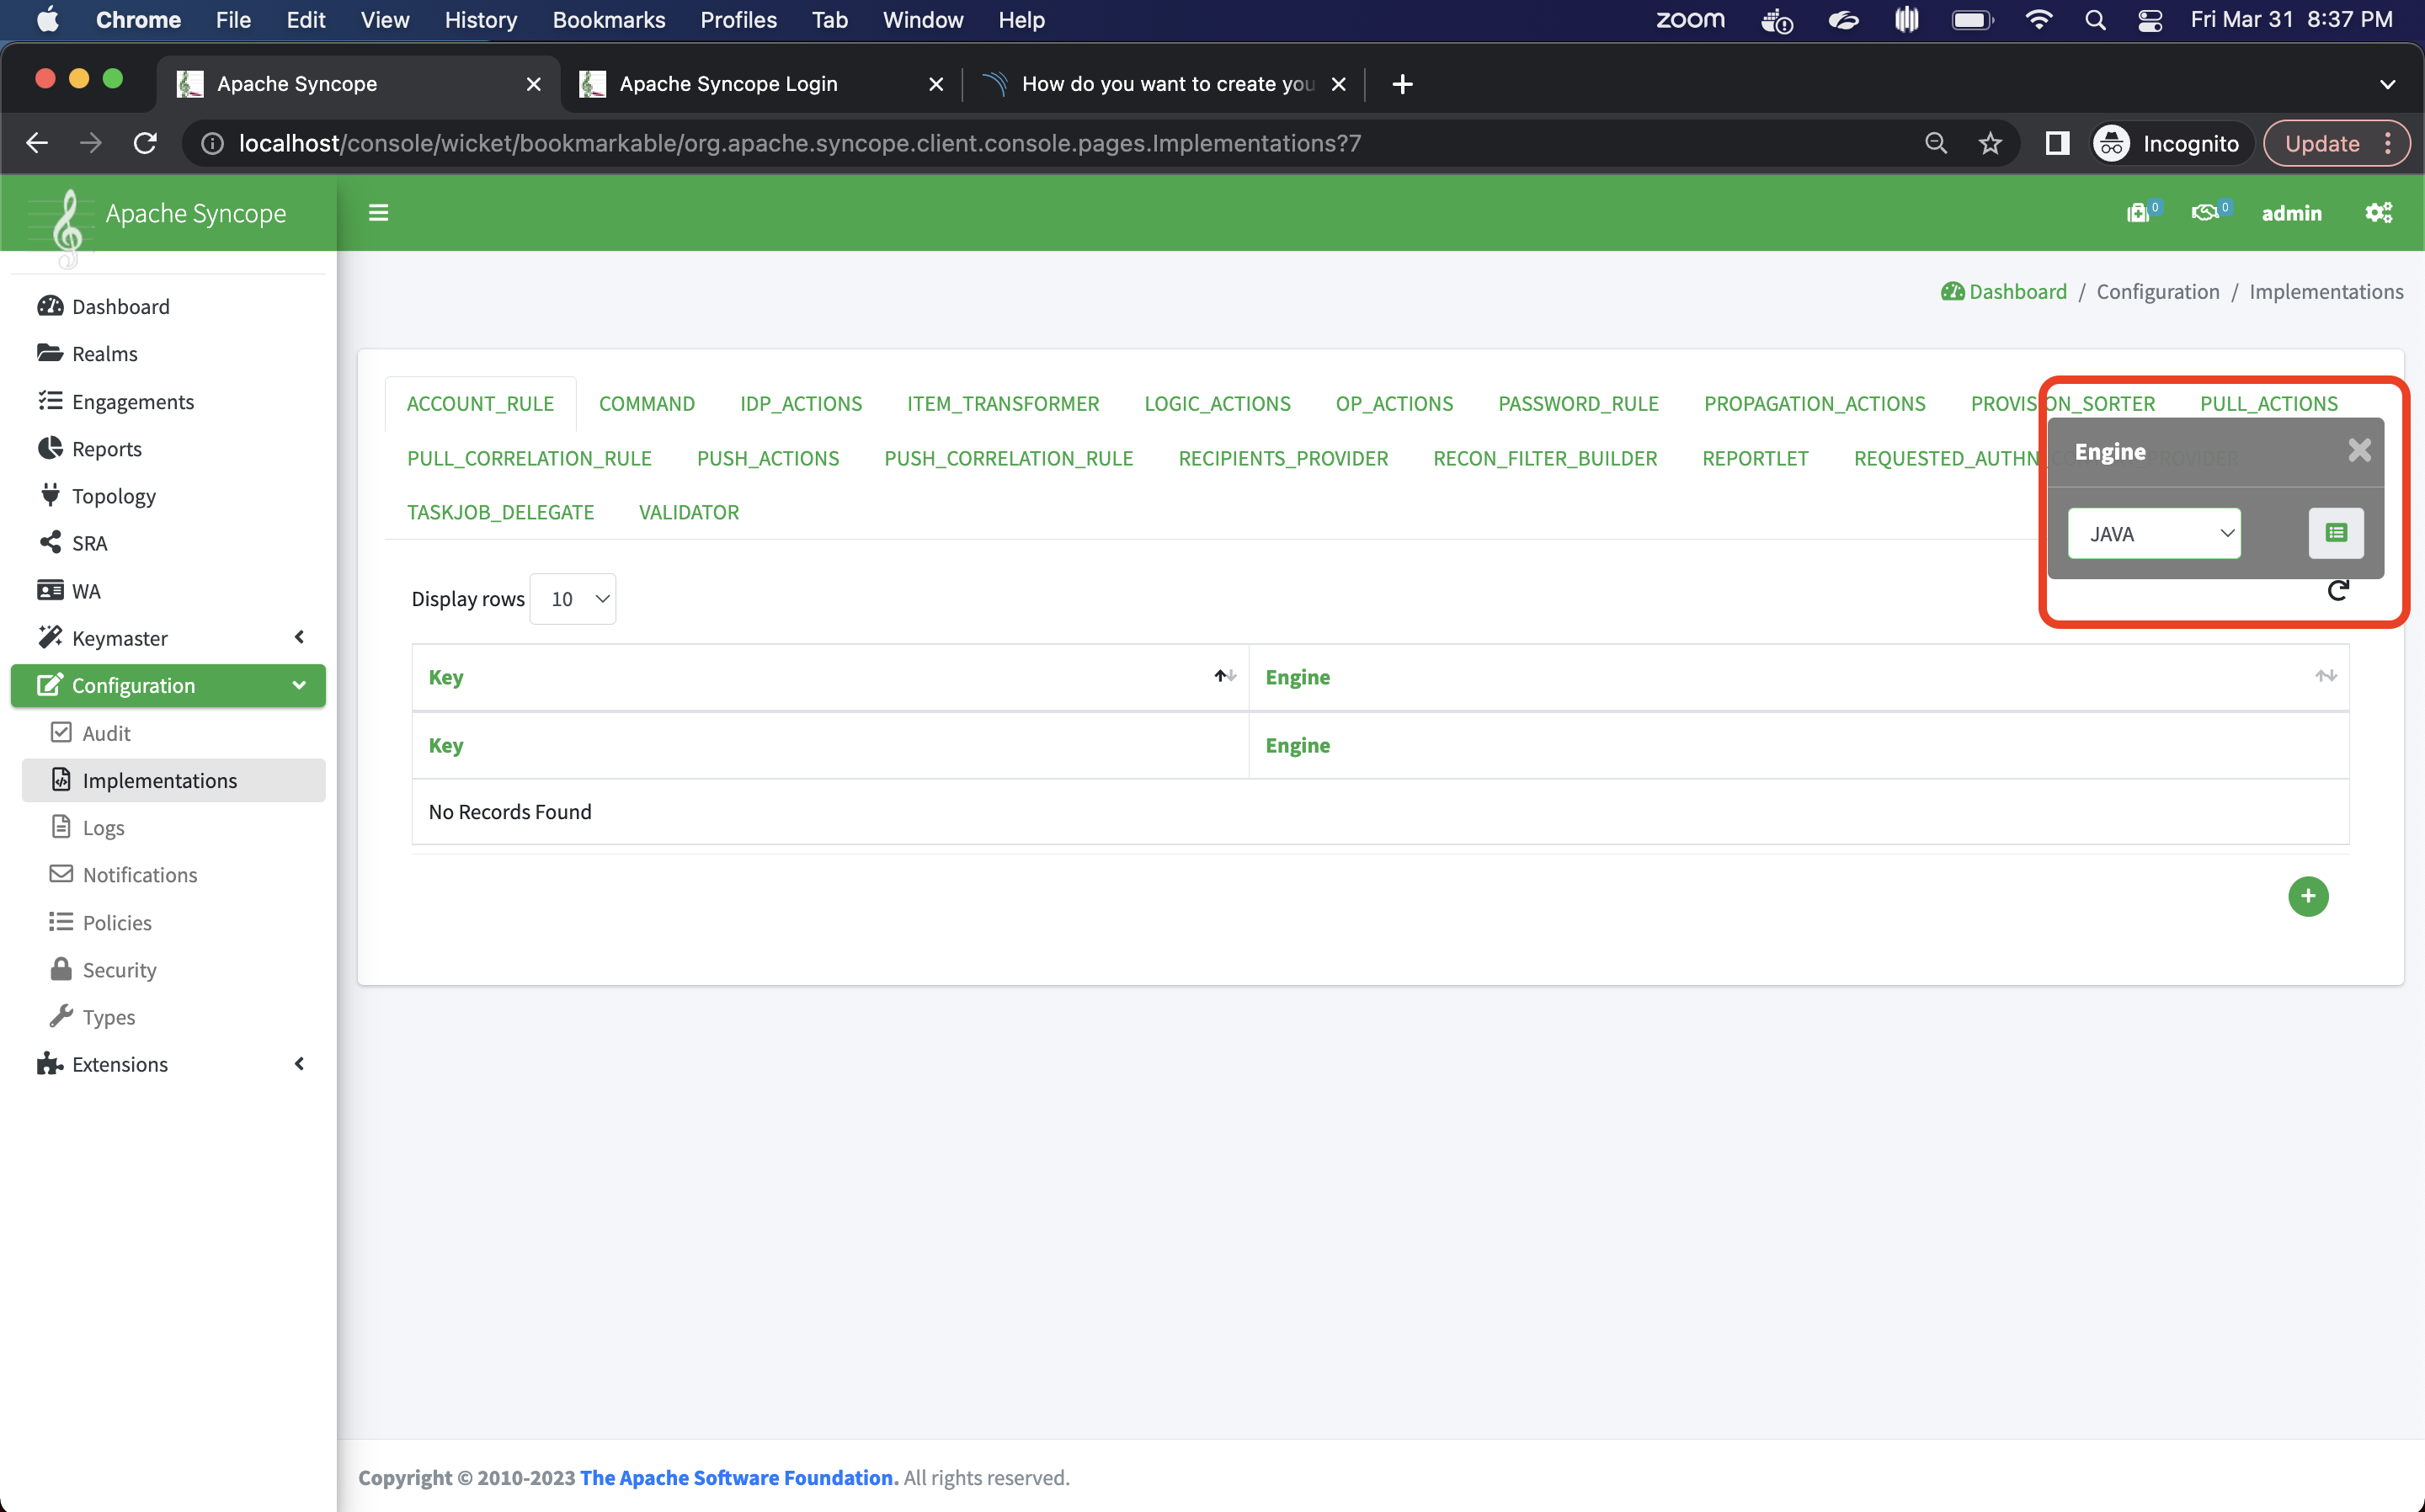 Chrome File Edit View History Bookmarks Profiles Tab Window Help zoom Fri Mar 31 8:37 PM
Apache Syncope Apache Syncope Login How do you want to create you
localhost/console/wicket/bookmarkable/org.apache.syncope.client.console.pages.Implementations?7 Incognito Update
Apache Syncope 0 0 admin
Dashboard / Configuration / Implementations
Dashboard
Realms
Engagements
Reports
Topology
SRA
WA
Keymaster
Configuration
Audit
Implementations
Logs
Notifications
Policies
Security
Types
Extensions
ACCOUNT_RULE COMMAND IDP_ACTIONS ITEM_TRANSFORMER LOGIC_ACTIONS OP_ACTIONS PASSWORD_RULE PROPAGATION_ACTIONS PROVISION_SORTER PULL_ACTIONS
PULL_CORRELATION_RULE PUSH_ACTIONS PUSH_CORRELATION_RULE RECIPIENTS_PROVIDER RECON_FILTER_BUILDER REPORTLET REQUESTED_AUTHN
TASKJOB_DELEGATE VALIDATOR
Engine
JAVA
Display rows 10
Key Engine
Key Engine
No Records Found
Copyright © 2010-2023 The Apache Software Foundation. All rights reserved.